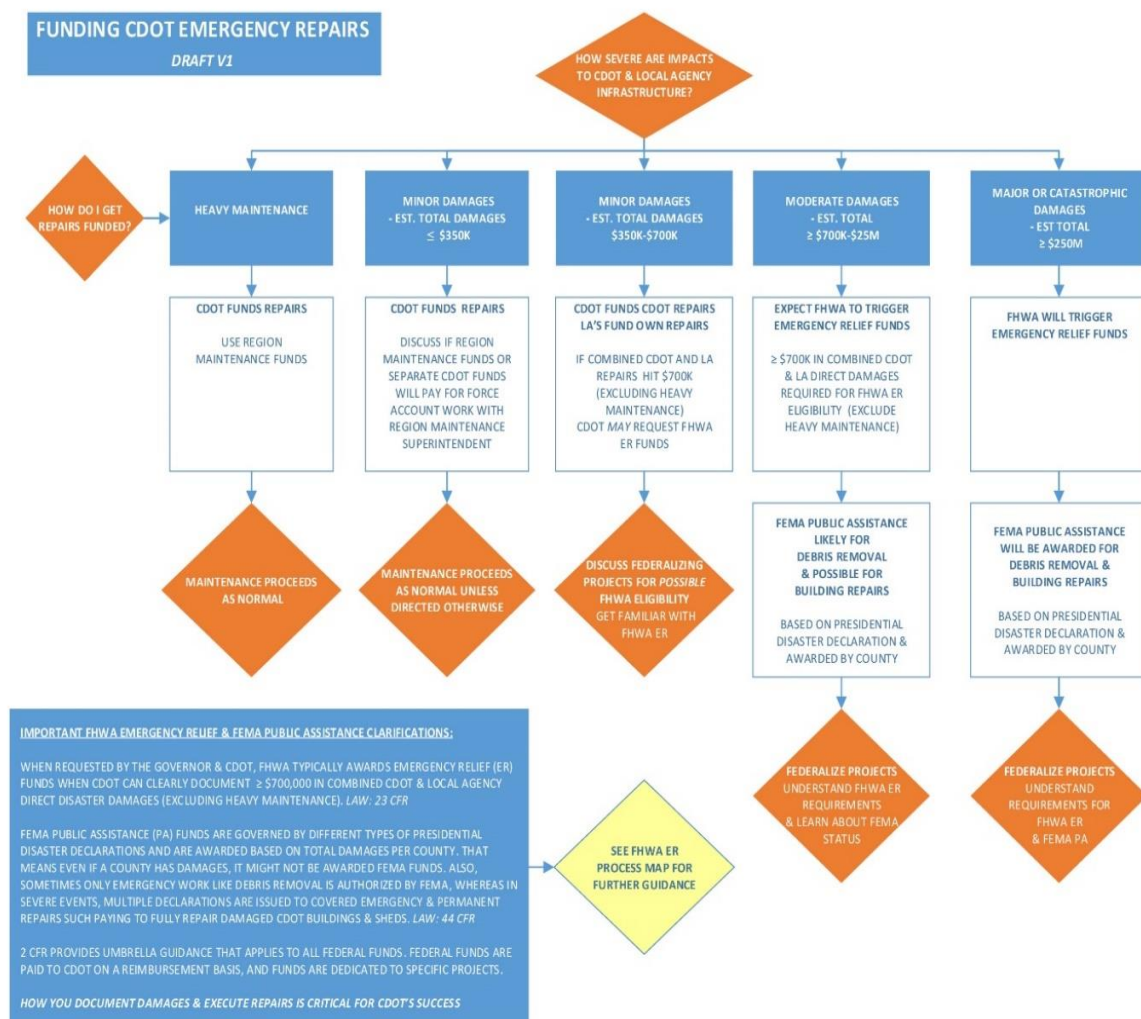 FUNDING CDOT EMERGENCY REPAIRS
DRAFT V1
HOW SEVERE ARE IMPACTS
TO CDOT & LOCAL AGENCY
INFRASTRUCTURE?
HOW DO I GET
REPAIRS FUNDED?
HEAVY MAINTENANCE
MINOR DAMAGES
- EST. TOTAL DAMAGES
≤ $350K
MINOR DAMAGES
- EST. TOTAL DAMAGES
$350K-$700K
MODERATE DAMAGES
- EST. TOTAL
≥ $700K-$25M
MAJOR OR CATASTROPHIC
DAMAGES
- EST TOTAL
≥ $250M
CDOT FUNDS REPAIRS
USE REGION
MAINTENANCE FUNDS
CDOT FUNDS REPAIRS
DISCUSS IF REGION
MAINTENANCE FUNDS OR
SEPARATE CDOT FUNDS
WILL PAY FOR FORCE
ACCOUNT WORK WITH
REGION MAINTENANCE
SUPERINTENDENT
CDOT FUNDS CDOT REPAIRS
LA'S FUND OWN REPAIRS
IF COMBINED CDOT AND LA
REPAIRS HIT $700K
(EXCLUDING HEAVY
MAINTENANCE)
CDOT MAY REQUEST FHWA
ER FUNDS
EXPECT FHWA TO TRIGGER
EMERGENCY RELIEF FUNDS
≥ $700K IN COMBINED CDOT
& LA DIRECT DAMAGES
REQUIRED FOR FHWA ER
ELIGIBILITY (EXCLUDE
HEAVY MAINTENANCE)
FHWA WILL TRIGGER
EMERGENCY RELIEF FUNDS
MAINTENANCE PROCEEDS
AS NORMAL
MAINTENANCE PROCEEDS
AS NORMAL UNLESS
DIRECTED OTHERWISE
DISCUSS FEDERALIZING
PROJECTS FOR POSSIBLE
FHWA ELIGIBILITY
GET FAMILIAR WITH
FHWA ER
FEMA PUBLIC ASSISTANCE
LIKELY FOR
DEBRIS REMOVAL
& POSSIBLE FOR
BUILDING REPAIRS
BASED ON PRESIDENTIAL
DISASTER DECLARATION &
AWARDED BY COUNTY
FEMA PUBLIC ASSISTANCE
WILL BE AWARDED FOR
DEBRIS REMOVAL &
BUILDING REPAIRS
BASED ON PRESIDENTIAL
DISASTER DECLARATION &
AWARDED BY COUNTY
FEDERALIZE PROJECTS
UNDERSTAND FHWA ER
REQUIREMENTS
& LEARN ABOUT FEMA
STATUS
FEDERALIZE PROJECTS
UNDERSTAND
REQUIREMENTS FOR
FHWA ER
& FEMA PA
IMPORTANT FHWA EMERGENCY RELIEF & FEMA PUBLIC ASSISTANCE CLARIFICATIONS:
WHEN REQUESTED BY THE GOVERNOR & CDOT, FHWA TYPICALLY AWARDS EMERGENCY RELIEF (ER)
FUNDS WHEN CDOT CAN CLEARLY DOCUMENT ≥ $700,000 IN COMBINED CDOT & LOCAL AGENCY
DIRECT DISASTER DAMAGES (EXCLUDING HEAVY MAINTENANCE). LAW: 23 CFR
FEMA PUBLIC ASSISTANCE (PA) FUNDS ARE GOVERNED BY DIFFERENT TYPES OF PRESIDENTIAL
DISASTER DECLARATIONS AND ARE AWARDED BASED ON TOTAL DAMAGES PER COUNTY. THAT
MEANS EVEN IF A COUNTY HAS DAMAGES, IT MIGHT NOT BE AWARDED FEMA FUNDS. ALSO,
SOMETIMES ONLY EMERGENCY WORK LIKE DEBRIS REMOVAL IS AUTHORIZED BY FEMA, WHEREAS IN
SEVERE EVENTS, MULTIPLE DECLARATIONS ARE ISSUED TO COVERED EMERGENCY & PERMANENT
REPAIRS SUCH PAYING TO FULLY REPAIR DAMAGED CDOT BUILDINGS & SHEDS. LAW: 44 CFR
2 CFR PROVIDES UMBRELLA GUIDANCE THAT APPLIES TO ALL FEDERAL FUNDS. FEDERAL FUNDS ARE
PAID TO CDOT ON A REIMBURSEMENT BASIS, AND FUNDS ARE DEDICATED TO SPECIFIC PROJECTS.
HOW YOU DOCUMENT DAMAGES & EXECUTE REPAIRS IS CRITICAL FOR CDOT'S SUCCESS
SEE FHWA ER
PROCESS MAP FOR
FURTHER GUIDANCE